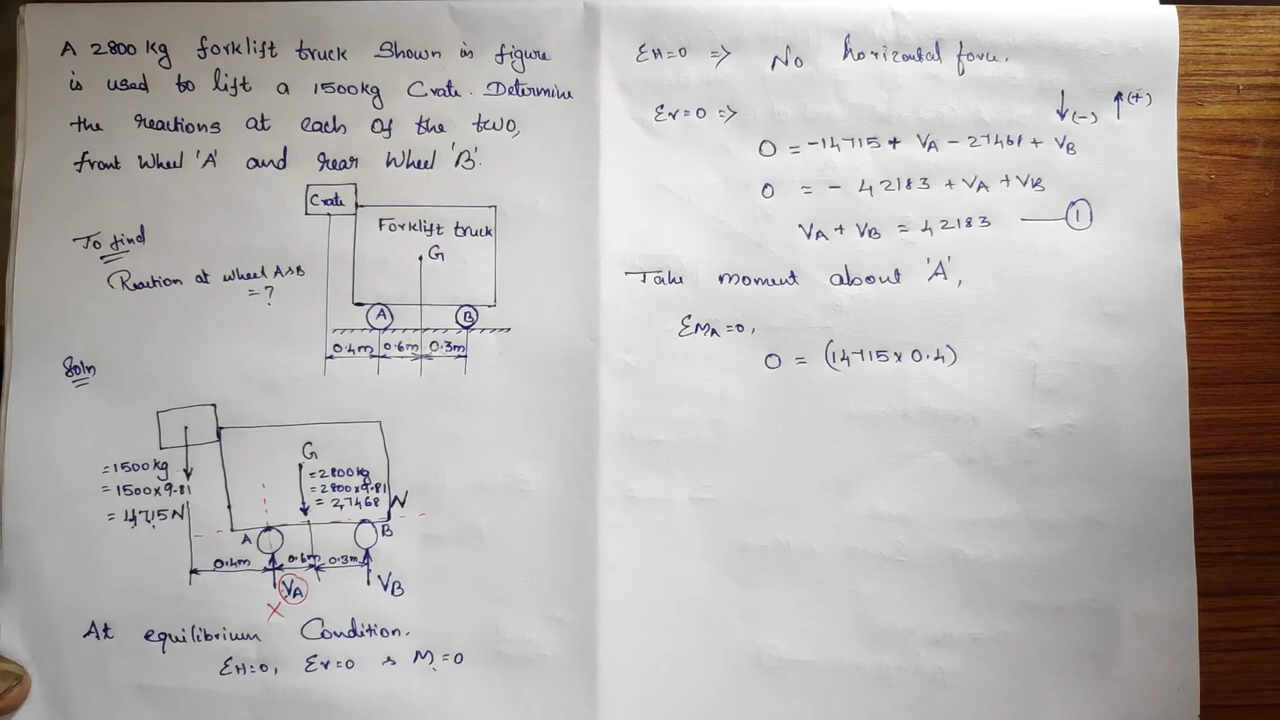 A 2800 kg forklift truck Shown in figure
is used to lift a 1500kg Crate. Determine
the reactions at each of the two,
front Wheel 'A' and rear Wheel 'B'.
Crate
Forklift truck
G
To find
Reaction at wheel A&B
= ?
A B
0.4m 0.6m 0.3m
Soln
G
=1500kg
=1500x9.81
=14715N
=2800kg
=2800x9.81
=27468 N
A B
0.4m 0.6m 0.3m
VA VB
X
At equilibrium Condition.
ΣH=0, ΣV=0 & M=0
ΣH=0 => No horizontal force.
ΣV=0 =>
↓(-) ↑(+)
0 = -14715 + VA - 27468 + VB
0 = - 42183 + VA + VB
VA + VB = 42183 —— 1
Take moment about 'A',
ΣMA=0,
0 = (14715 x 0.4)